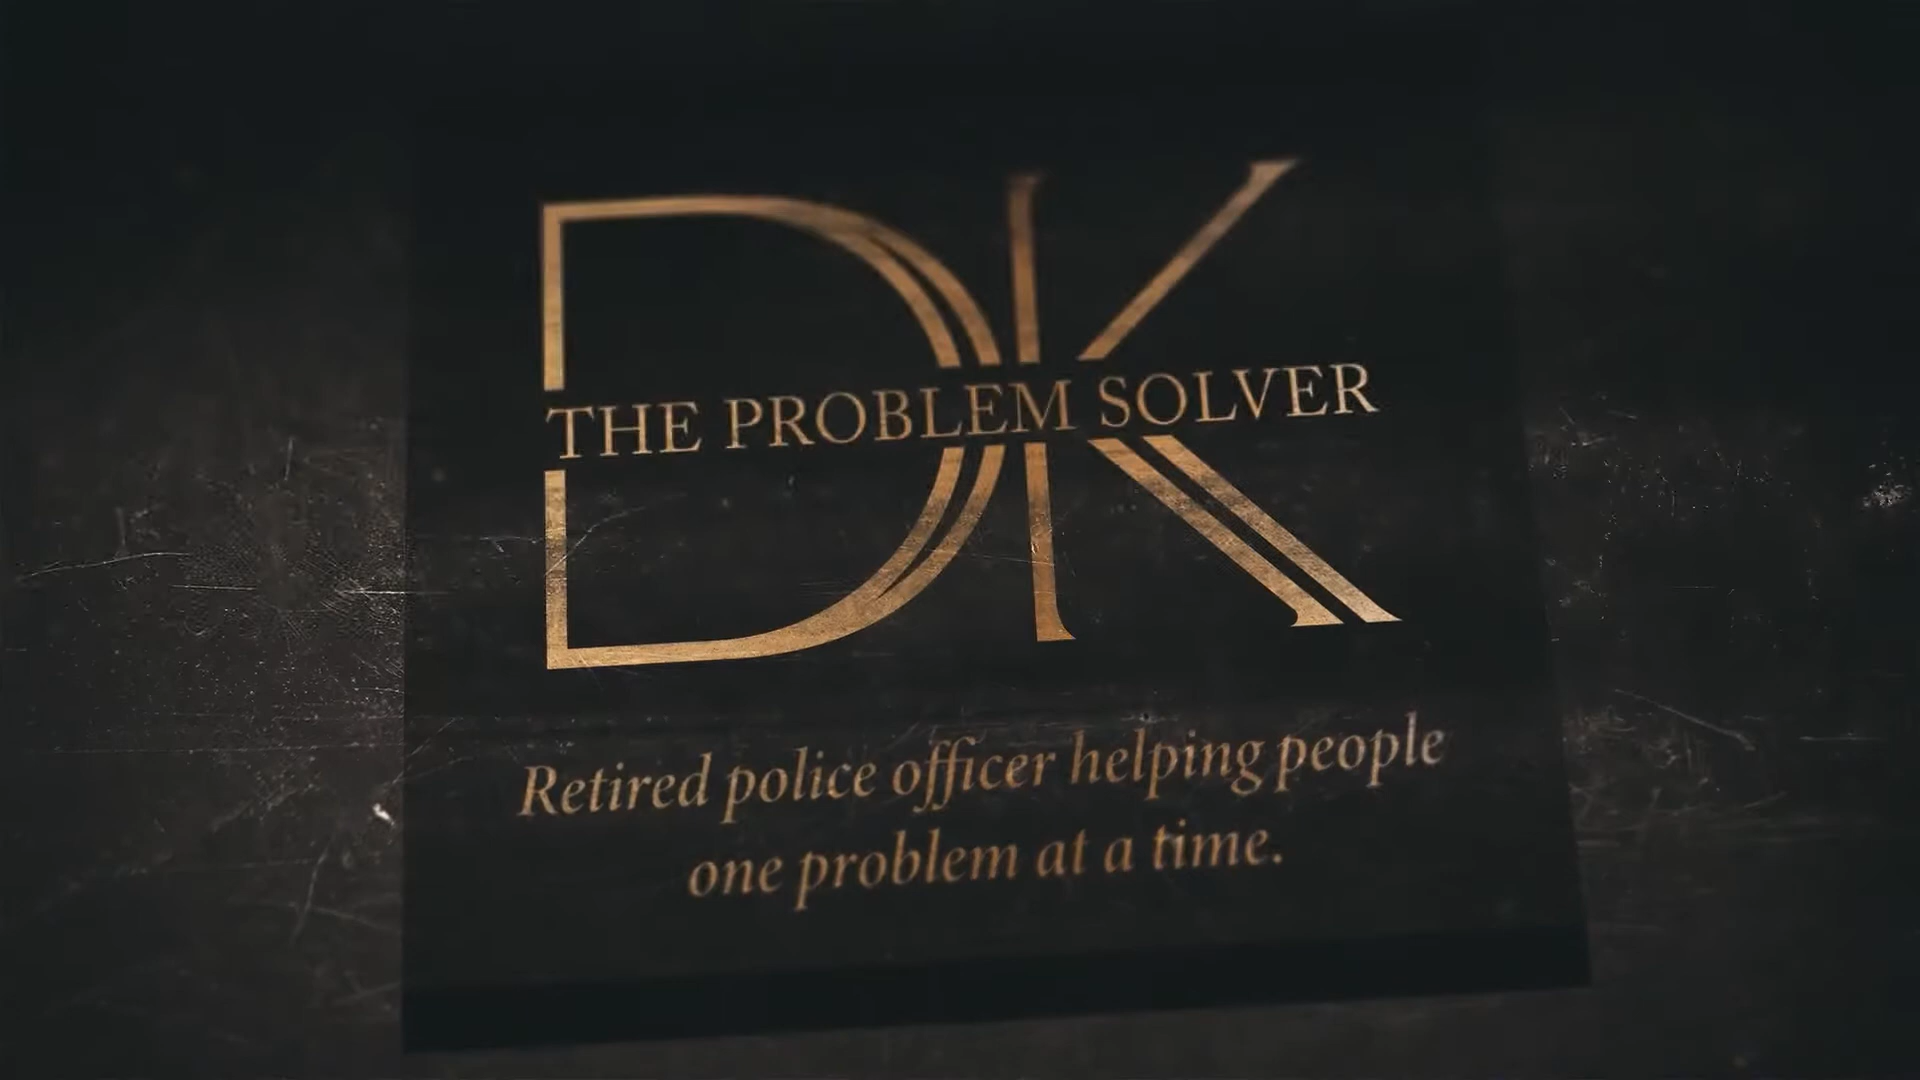 DK
THE PROBLEM SOLVER
Retired police officer helping people
one problem at a time.